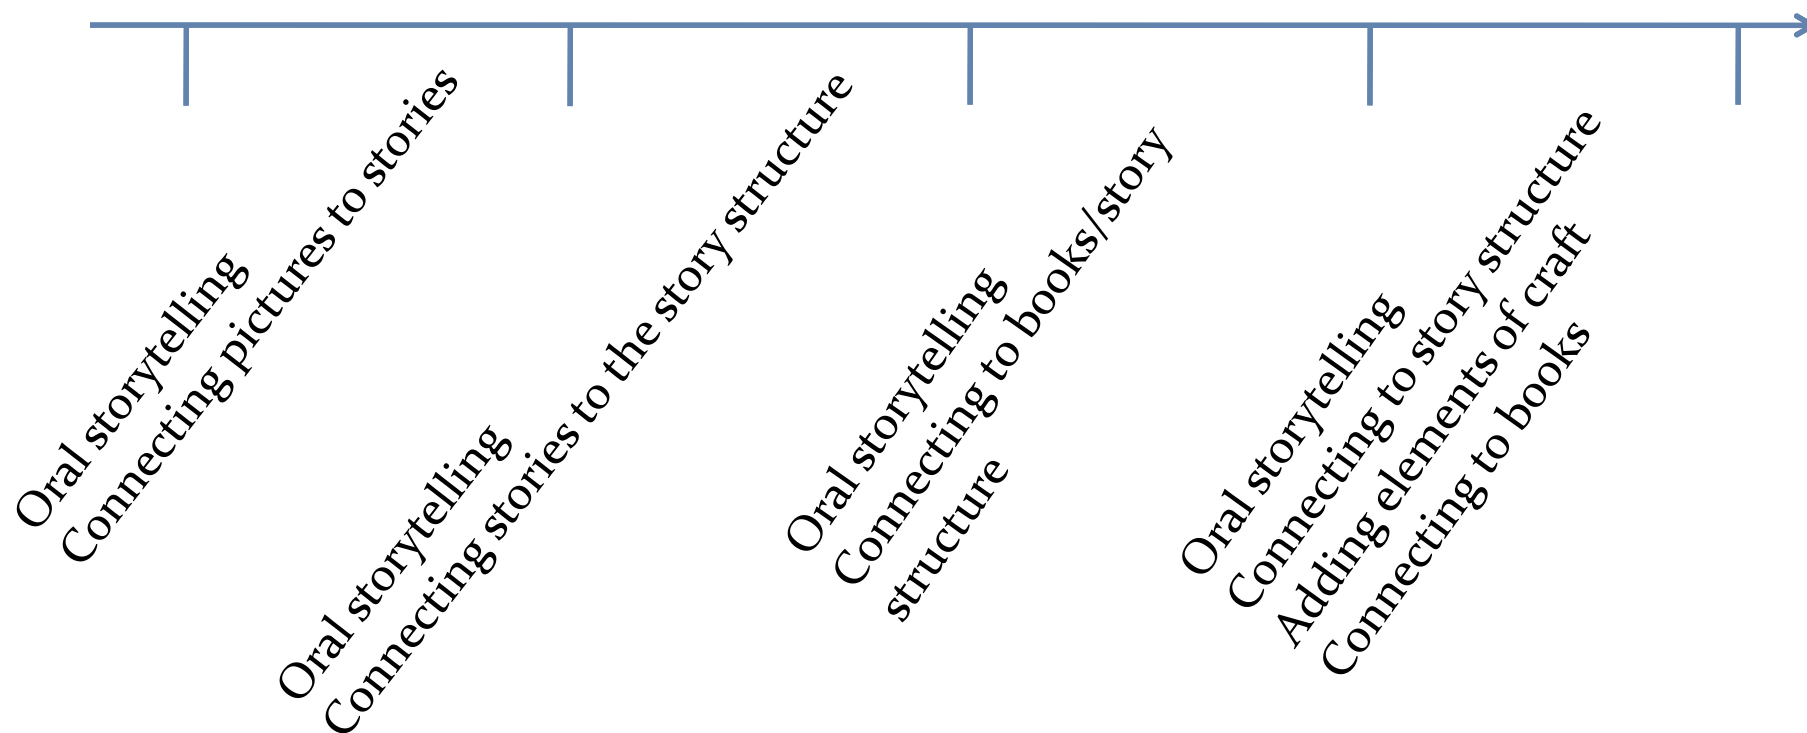 Oral storytelling
Connecting pictures to stories
Oral storytelling
Connecting stories to the story structure
Oral storytelling
Connecting to books/story
structure
Oral storytelling
Connecting to story structure
Adding elements of craft
Connecting to books